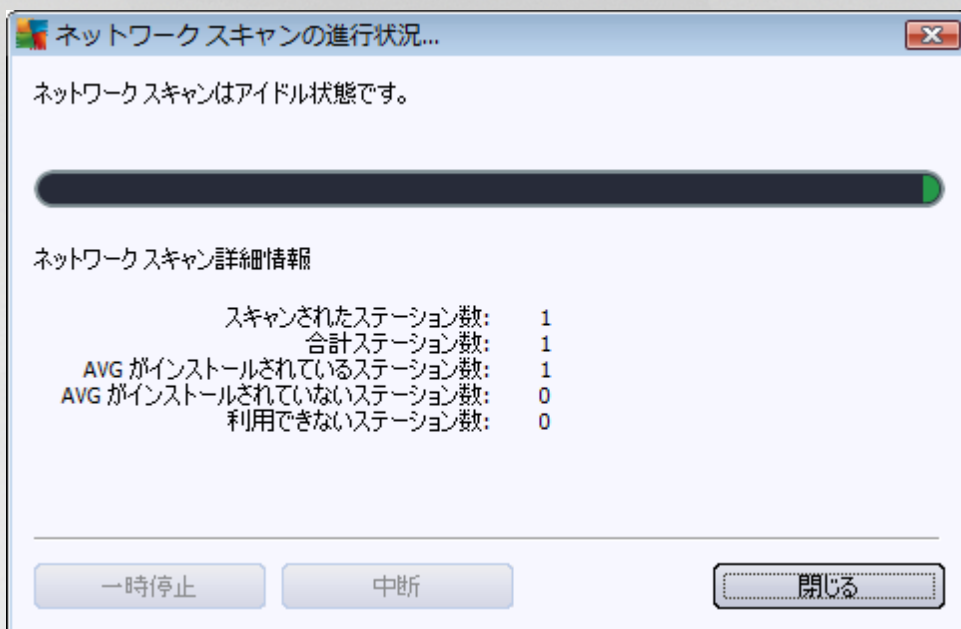 ネットワーク スキャンの進行状況...
ネットワーク スキャンはアイドル状態です。
ネットワーク スキャン詳細情報
スキャンされたステーション数: 1
合計ステーション数: 1
AVG がインストールされているステーション数: 1
AVG がインストールされていないステーション数: 0
利用できないステーション数: 0
一時停止 中断 閉じる